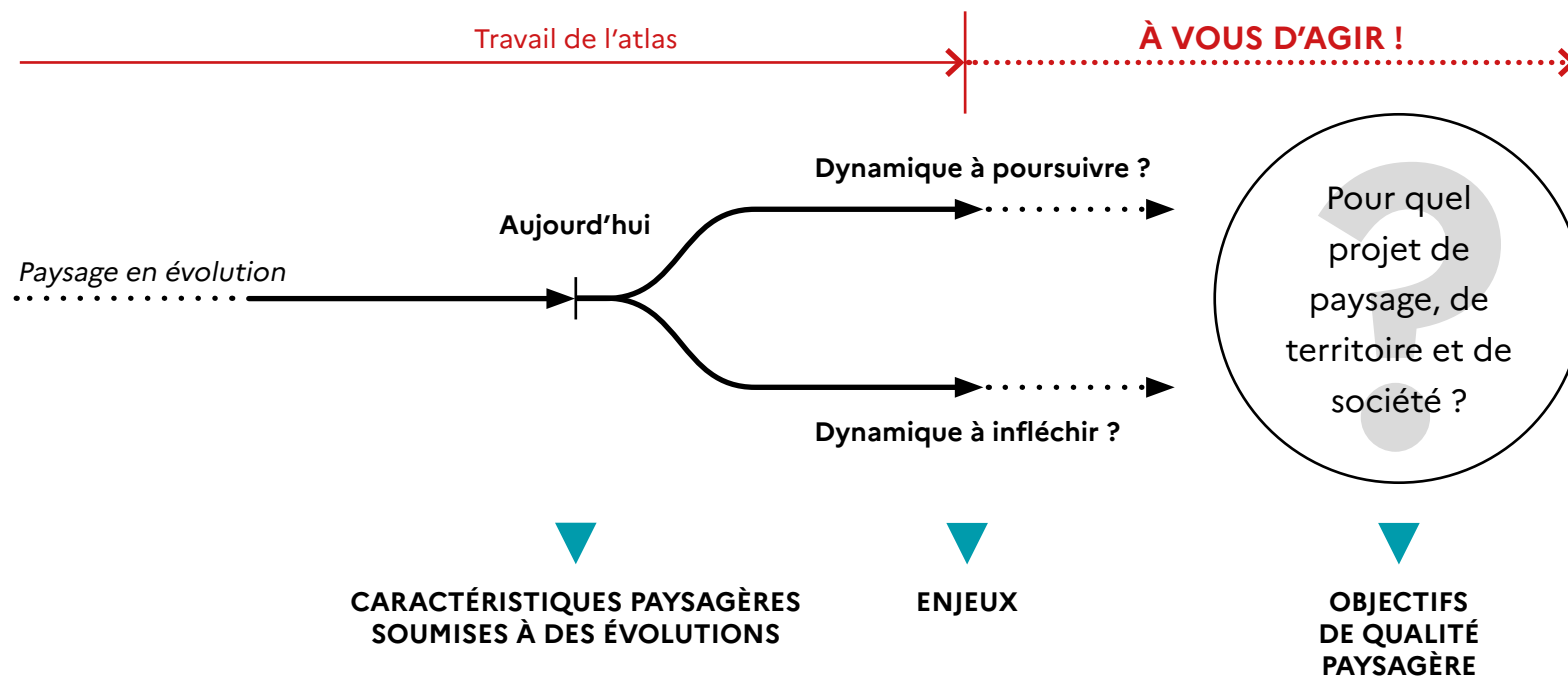 Travail de l’atlas
À VOUS D’AGIR !
Dynamique à poursuivre ?
Aujourd’hui
Paysage en évolution
Dynamique à infléchir ?
Pour quel
projet de
paysage, de
territoire et de
société ?
?
CARACTÉRISTIQUES PAYSAGÈRES
SOUMISES À DES ÉVOLUTIONS
ENJEUX
OBJECTIFS
DE QUALITÉ
PAYSAGÈRE